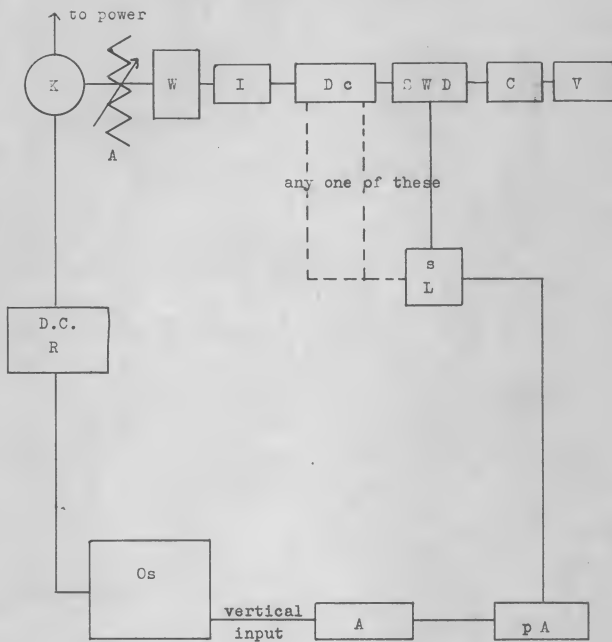 to power
K
A
W
I
D c
S W D
C
V
any one of these
s
L
D.C.
R
Os
vertical
input
A
p A